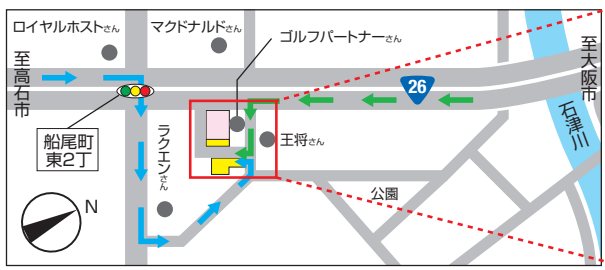 ロイヤルホストさん
マクドナルドさん
ゴルフパートナーさん
至高石市
至大阪市
26
石津川
船尾町
東2丁
ラクエンさん
王将さん
公園
N